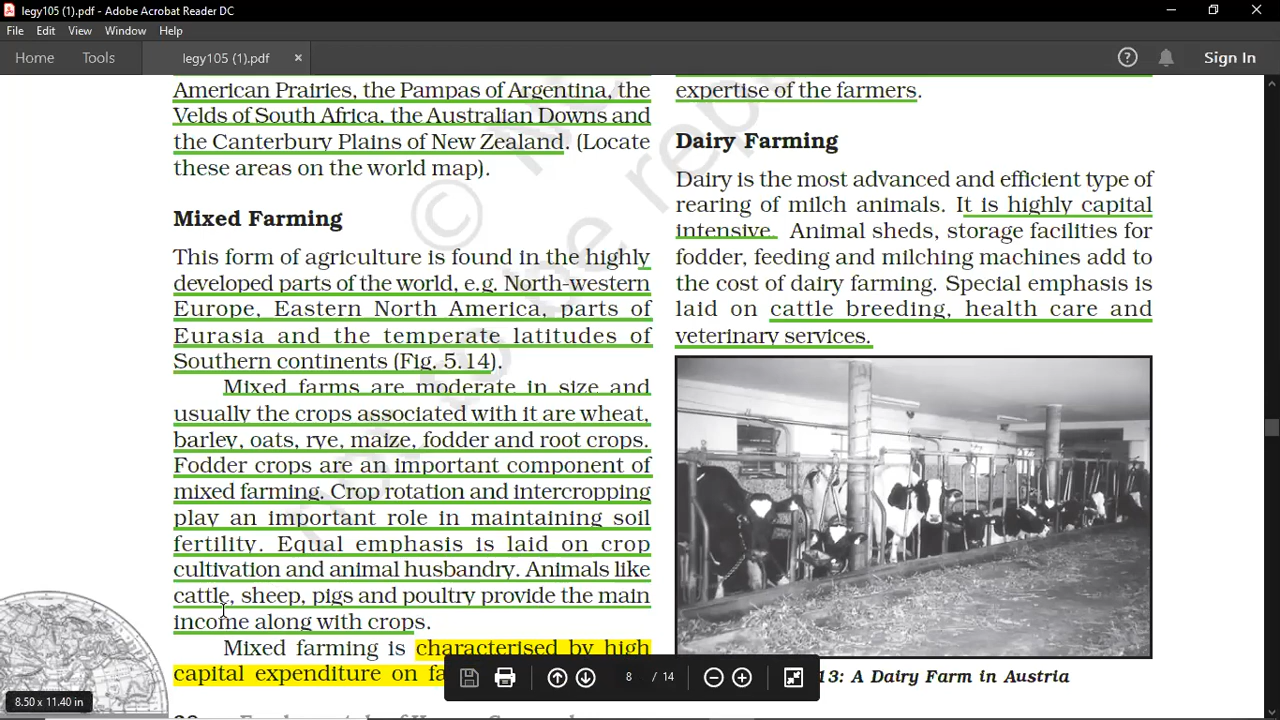 legy105 (1).pdf - Adobe Acrobat Reader DC
File Edit View Window Help
Home Tools legy105 (1).pdf × Sign In
American Prairies, the Pampas of Argentina, the
Velds of South Africa, the Australian Downs and
the Canterbury Plains of New Zealand. (Locate
these areas on the world map).
Mixed Farming
This form of agriculture is found in the highly
developed parts of the world, e.g. North-western
Europe, Eastern North America, parts of
Eurasia and the temperate latitudes of
Southern continents (Fig. 5.14).
Mixed farms are moderate in size and
usually the crops associated with it are wheat,
barley, oats, rye, maize, fodder and root crops.
Fodder crops are an important component of
mixed farming. Crop rotation and intercropping
play an important role in maintaining soil
fertility. Equal emphasis is laid on crop
cultivation and animal husbandry. Animals like
cattle, sheep, pigs and poultry provide the main
income along with crops.
Mixed farming is characterised by high
capital expenditure on
expertise of the farmers.
Dairy Farming
Dairy is the most advanced and efficient type of
rearing of milch animals. It is highly capital
intensive. Animal sheds, storage facilities for
fodder, feeding and milching machines add to
the cost of dairy farming. Special emphasis is
laid on cattle breeding, health care and
veterinary services.
13: A Dairy Farm in Austria
8 / 14
8.50 x 11.40 in